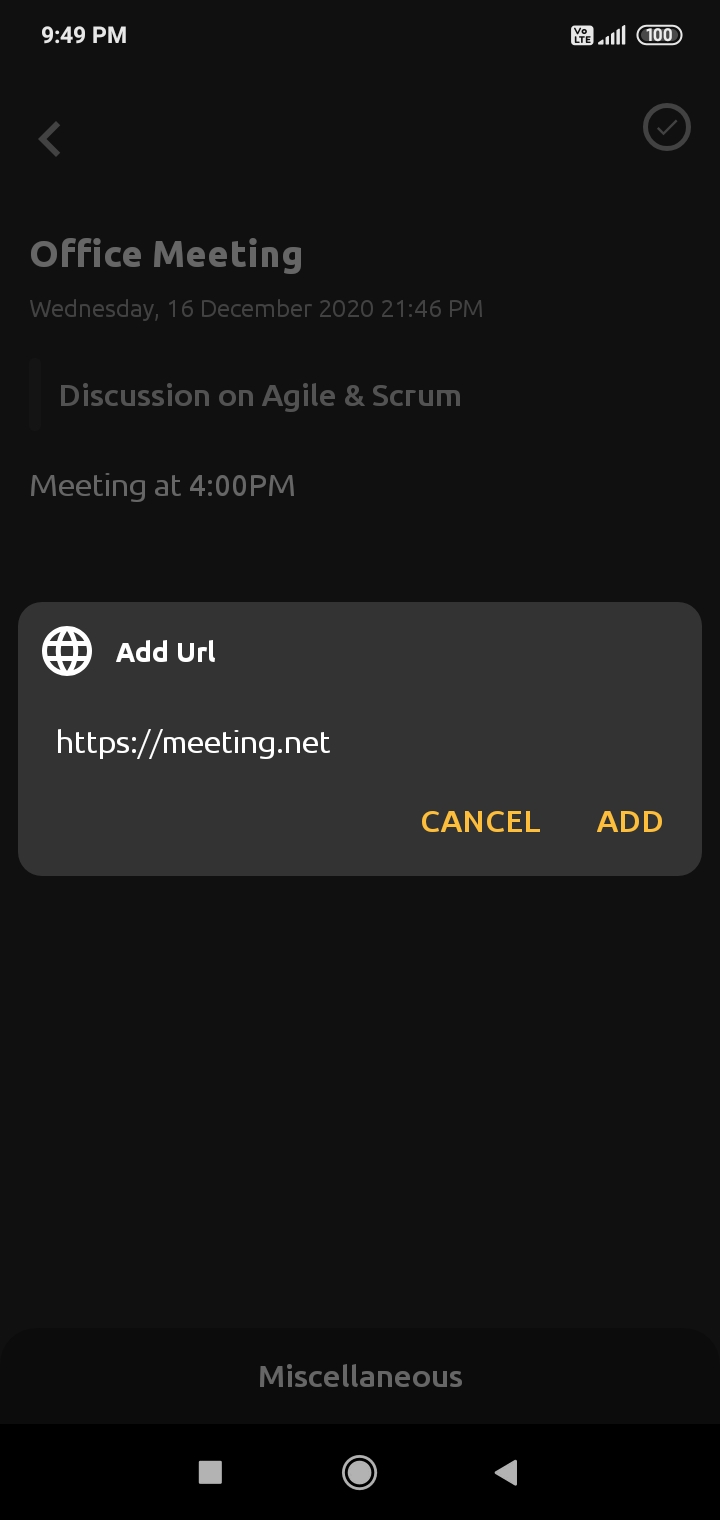 9:49 PM
Vo LTE
100
Office Meeting
Wednesday, 16 December 2020 21:46 PM
Discussion on Agile & Scrum
Meeting at 4:00PM
Add Url
https://meeting.net
CANCEL ADD
Miscellaneous